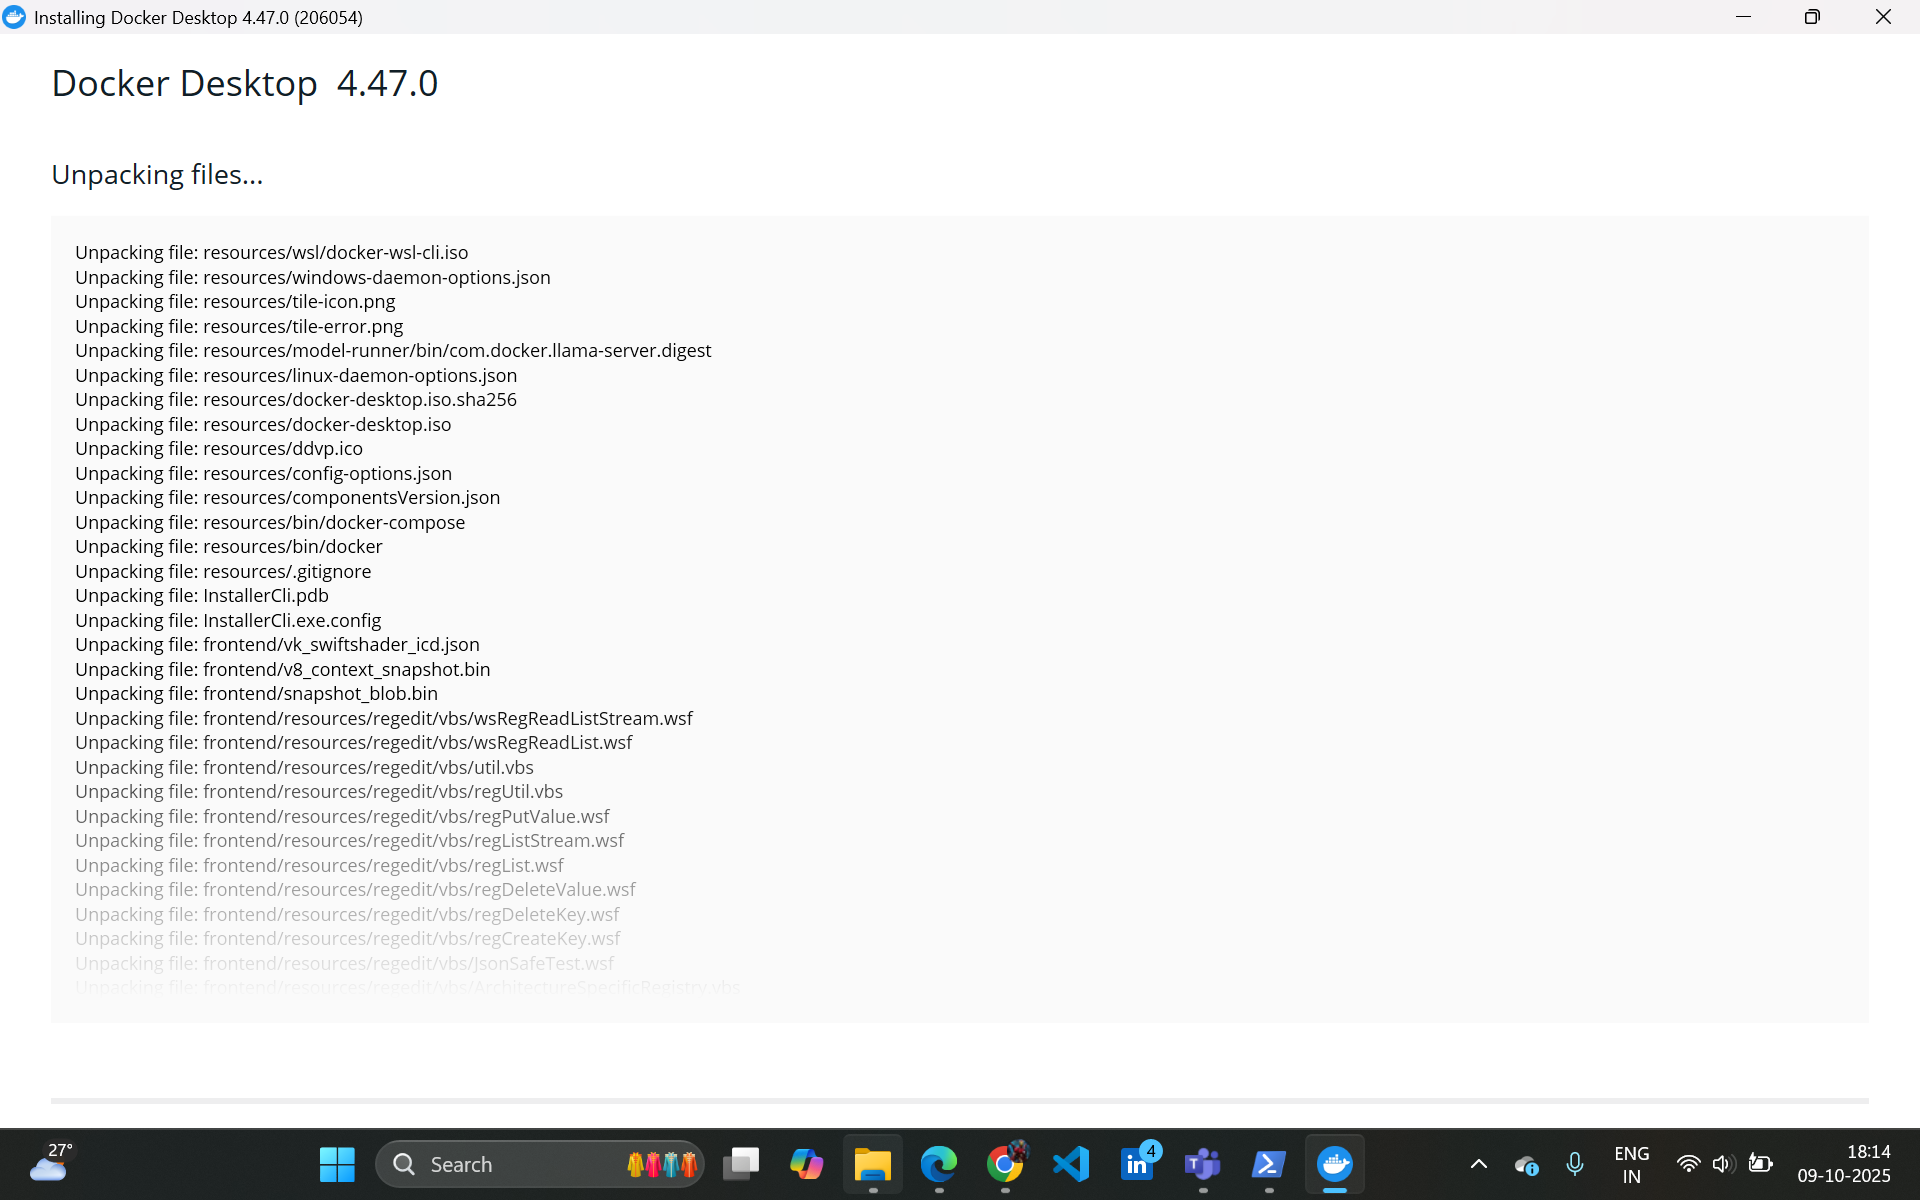 Installing Docker Desktop 4.47.0 (206054)
Docker Desktop 4.47.0
Unpacking files...
Unpacking file: resources/wsl/docker-wsl-cli.iso
Unpacking file: resources/windows-daemon-options.json
Unpacking file: resources/tile-icon.png
Unpacking file: resources/tile-error.png
Unpacking file: resources/model-runner/bin/com.docker.llama-server.digest
Unpacking file: resources/linux-daemon-options.json
Unpacking file: resources/docker-desktop.iso.sha256
Unpacking file: resources/docker-desktop.iso
Unpacking file: resources/ddvp.ico
Unpacking file: resources/config-options.json
Unpacking file: resources/componentsVersion.json
Unpacking file: resources/bin/docker-compose
Unpacking file: resources/bin/docker
Unpacking file: resources/.gitignore
Unpacking file: InstallerCli.pdb
Unpacking file: InstallerCli.exe.config
Unpacking file: frontend/vk_swiftshader_icd.json
Unpacking file: frontend/v8_context_snapshot.bin
Unpacking file: frontend/snapshot_blob.bin
Unpacking file: frontend/resources/regedit/vbs/wsRegReadListStream.wsf
Unpacking file: frontend/resources/regedit/vbs/wsRegReadList.wsf
Unpacking file: frontend/resources/regedit/vbs/util.vbs
Unpacking file: frontend/resources/regedit/vbs/regUtil.vbs
Unpacking file: frontend/resources/regedit/vbs/regPutValue.wsf
Unpacking file: frontend/resources/regedit/vbs/regListStream.wsf
Unpacking file: frontend/resources/regedit/vbs/regList.wsf
Unpacking file: frontend/resources/regedit/vbs/regDeleteValue.wsf
Unpacking file: frontend/resources/regedit/vbs/regDeleteKey.wsf
Unpacking file: frontend/resources/regedit/vbs/regCreateKey.wsf
Unpacking file: frontend/resources/regedit/vbs/JsonSafeTest.wsf
Unpacking file: frontend/resources/regedit/vbs/ArchitectureSpecificRegistry.vbs
27°
Search
in
4
ENG
IN
18:14
09-10-2025